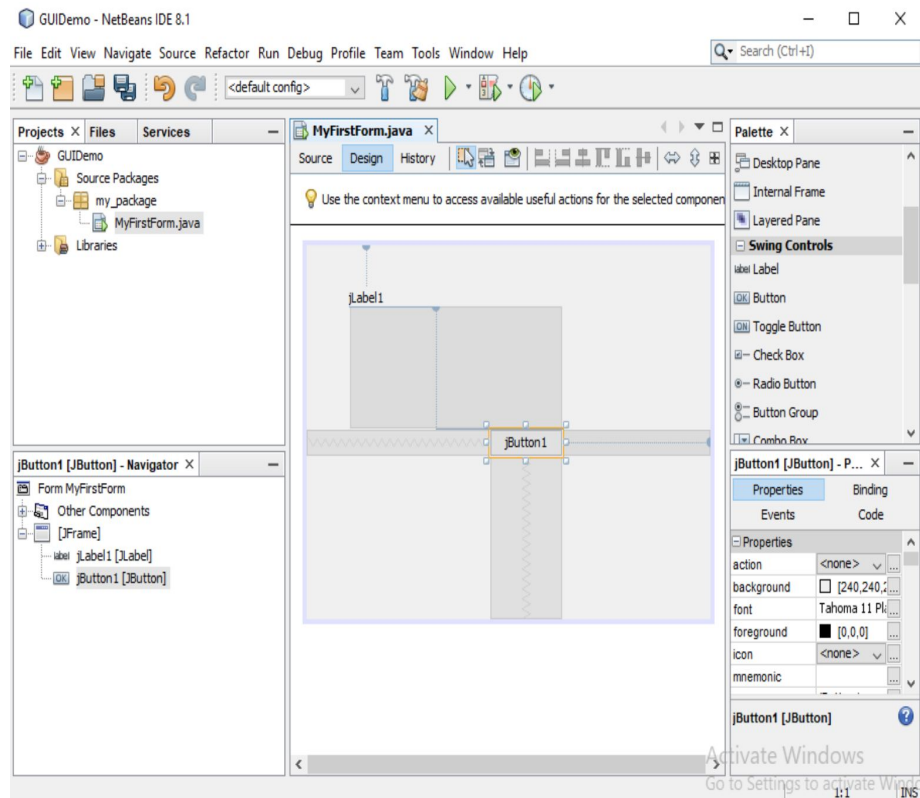 GUIDemo - NetBeans IDE 8.1
File Edit View Navigate Source Refactor Run Debug Profile Team Tools Window Help
Search (Ctrl+I)
<default config>
Projects X Files Services
GUIDemo
Source Packages
my_package
MyFirstForm.java
Libraries
MyFirstForm.java X
Source Design History
Use the context menu to access available useful actions for the selected componen
jLabel1
jButton1
Palette X
Desktop Pane
Internal Frame
Layered Pane
Swing Controls
label Label
OK Button
ON Toggle Button
Check Box
Radio Button
Button Group
Combo Box
jButton1 [JButton] - Navigator X
Form MyFirstForm
Other Components
[JFrame]
label jLabel1 [JLabel]
OK jButton1 [JButton]
jButton1 [JButton] - P... X
Properties Binding
Events Code
Properties
action <none> ...
background [240,240,2 ...
font Tahoma 11 Pla ...
foreground [0,0,0] ...
icon <none> ...
mnemonic ...
jButton1 [JButton]
Activate Windows
Go to Settings to activate Windo
1:1 INS